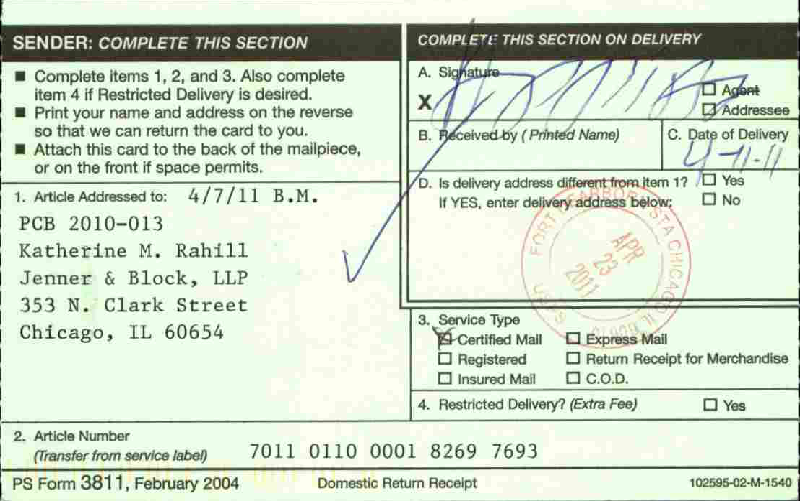 SENDER: COMPLETE THIS SECTION
■ Complete items 1, 2, and 3. Also complete
item 4 if Restricted Delivery is desired.
■ Print your name and address on the reverse
so that we can return the card to you.
■ Attach this card to the back of the mailpiece,
or on the front if space permits.
1. Article Addressed to: 4/7/11 B.M.
PCB 2010-013
Katherine M. Rahill
Jenner & Block, LLP
353 N. Clark Street
Chicago, IL 60654
COMPLETE THIS SECTION ON DELIVERY
A. Signature
X
Agent
Addressee
B. Received by (Printed Name)
C. Date of Delivery
4-11-11
D. Is delivery address different from item 1? Yes
If YES, enter delivery address below: No
FORT DEARBORN STA CHICAGO IL
APR
23
2011
USPS
3. Service Type
Certified Mail Express Mail
Registered Return Receipt for Merchandise
Insured Mail C.O.D.
4. Restricted Delivery? (Extra Fee) Yes
2. Article Number
(Transfer from service label) 7011 0110 0001 8269 7693
PS Form 3811, February 2004 Domestic Return Receipt 102595-02-M-1540